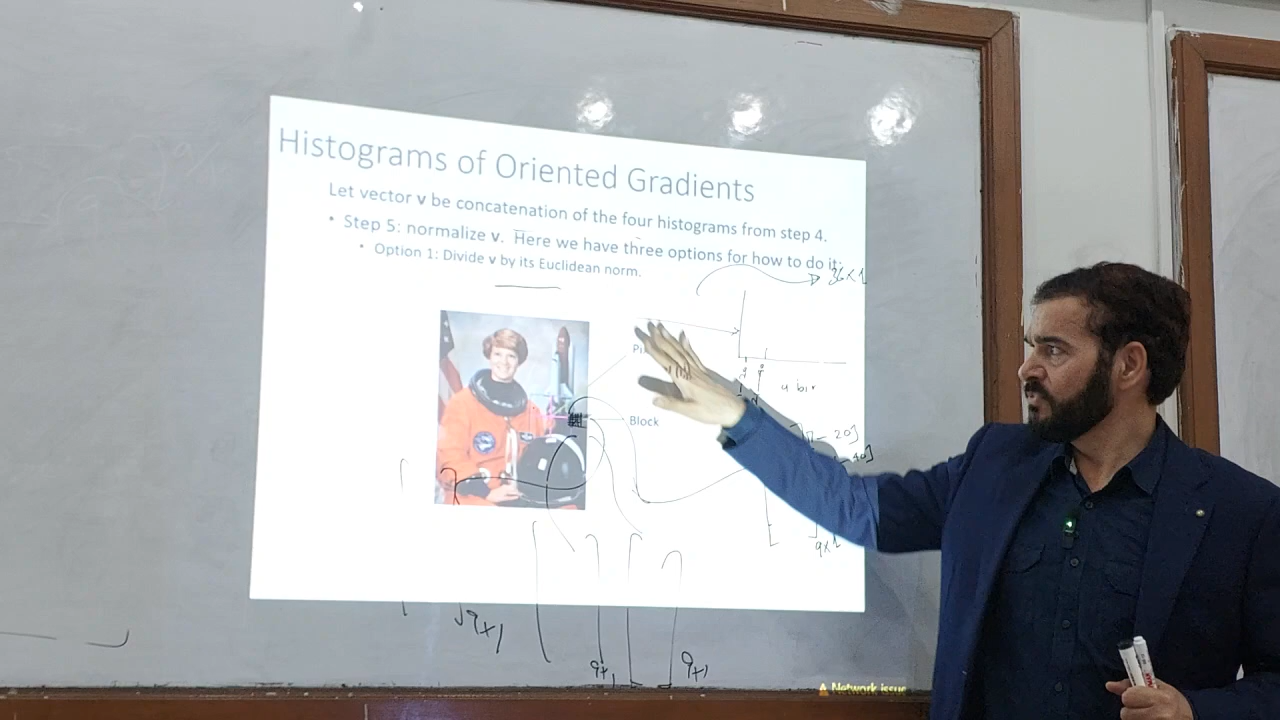 Histograms of Oriented Gradients
Let vector v be concatenation of the four histograms from step 4.
• Step 5: normalize v. Here we have three options for how to do it:
• Option 1: Divide v by its Euclidean norm.
36×1
Block
- 20]
- 40]
9×1
9×1
9×1
9×1
⚠ Network issue